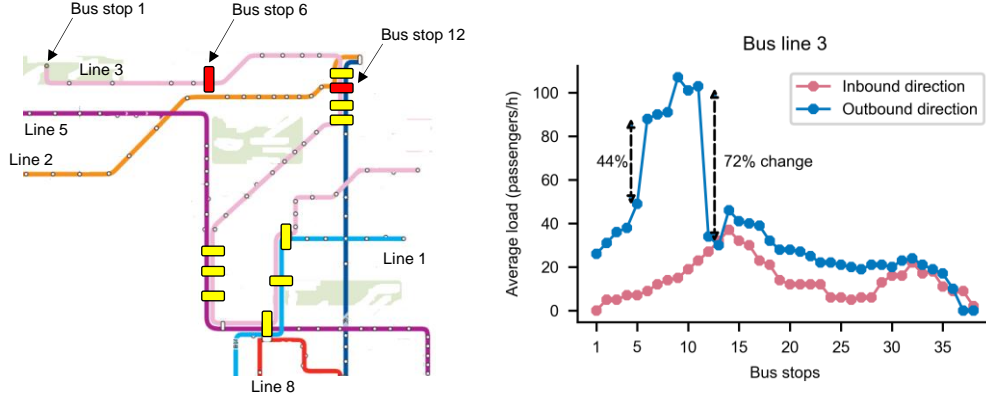 Bus stop 1
Bus stop 6
Bus stop 12
Line 3
Line 5
Line 2
Line 1
Line 8
Bus line 3
Inbound direction
Outbound direction
44%
72% change
Average load (passengers/h)
100
80
60
40
20
0
1
5
10
15
20
25
30
35
Bus stops